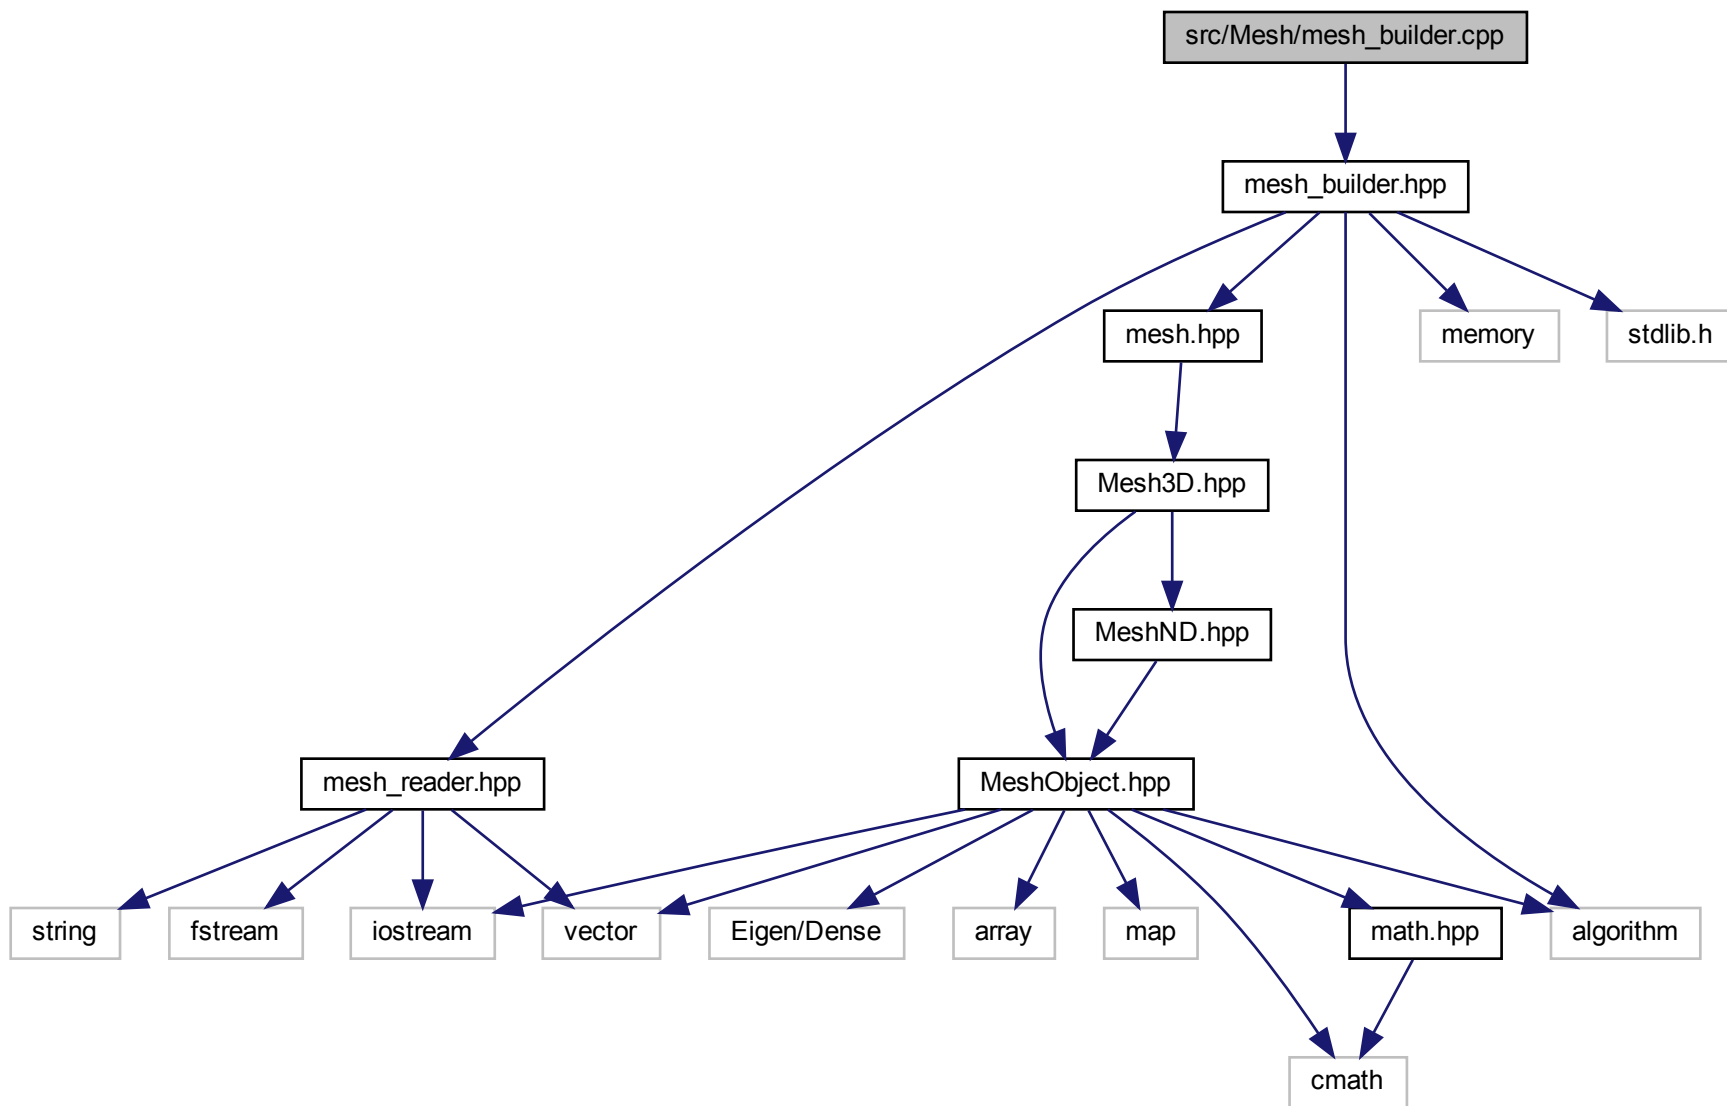 src/Mesh/mesh_builder.cpp
mesh_builder.hpp
mesh.hpp
memory
stdlib.h
Mesh3D.hpp
MeshND.hpp
mesh_reader.hpp
MeshObject.hpp
string
fstream
iostream
vector
Eigen/Dense
array
map
math.hpp
algorithm
cmath